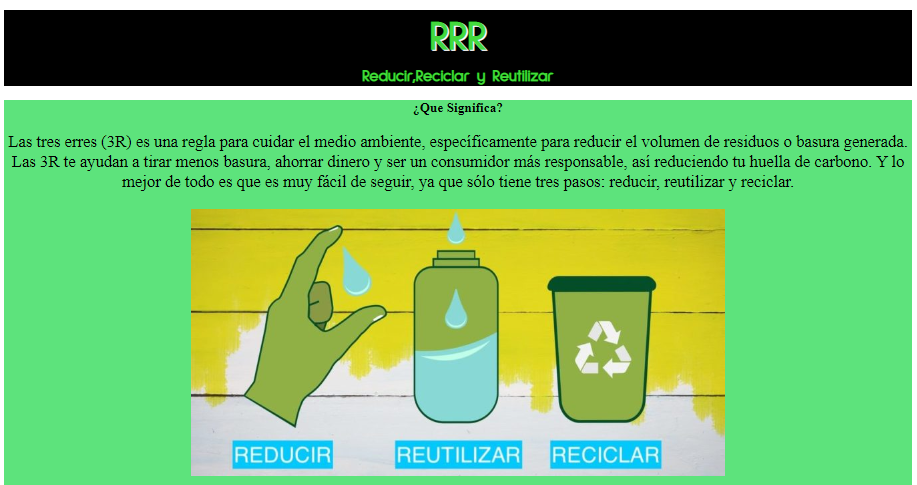 RRR
Reducir,Reciclar y Reutilizar
¿Que Significa?
Las tres erres (3R) es una regla para cuidar el medio ambiente, específicamente para reducir el volumen de residuos o basura generada.
Las 3R te ayudan a tirar menos basura, ahorrar dinero y ser un consumidor más responsable, así reduciendo tu huella de carbono. Y lo
mejor de todo es que es muy fácil de seguir, ya que sólo tiene tres pasos: reducir, reutilizar y reciclar.
REDUCIR REUTILIZAR RECICLAR